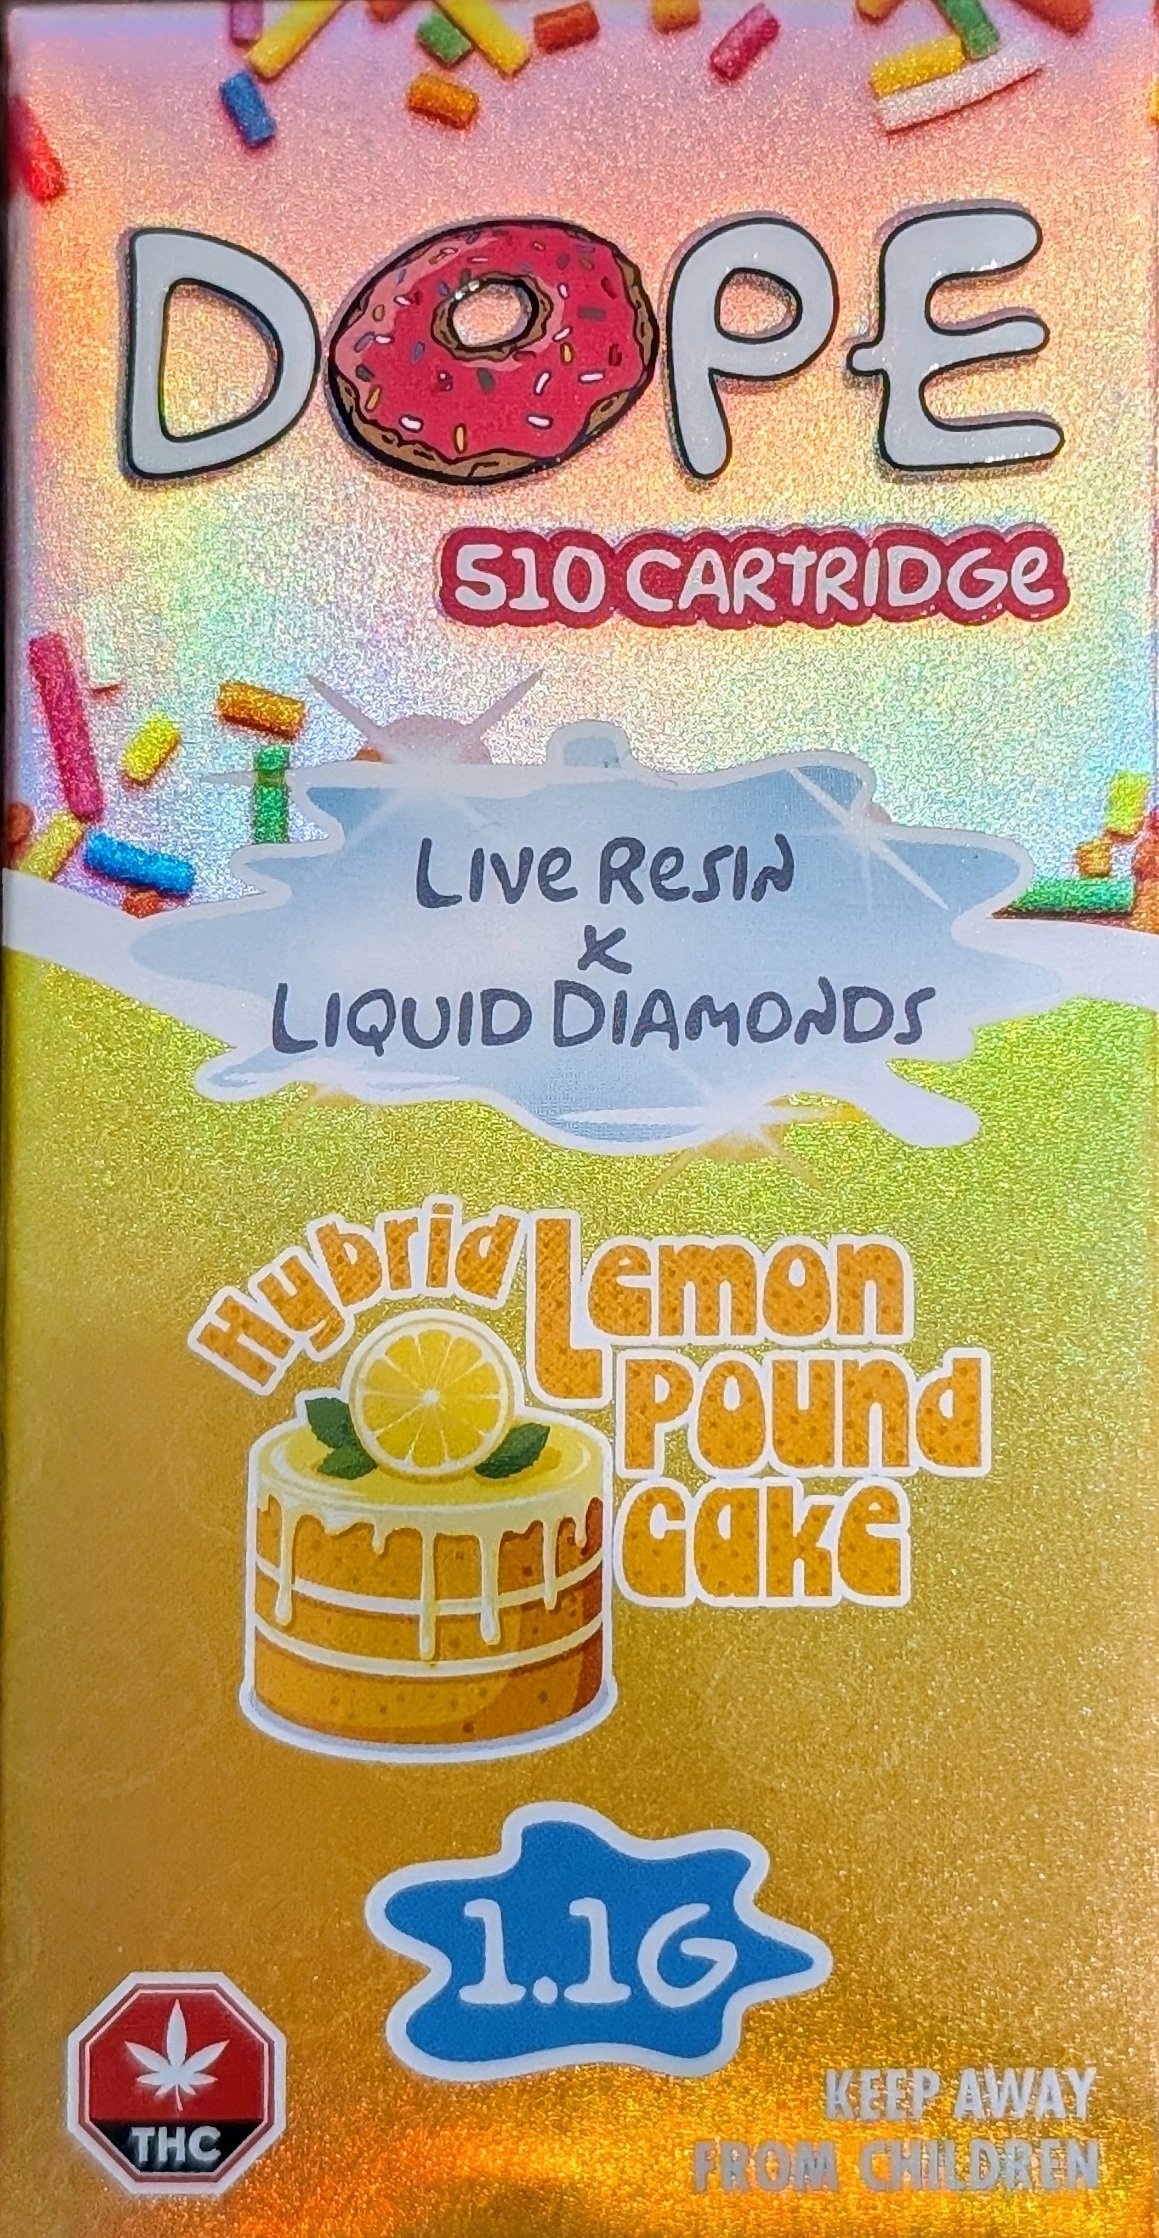 DOPE
510 CARTRIDGe
Live Resin
x
Liquid Diamonds
Hybrid
Lemon
Pound
Cake
1.1G
THC
KEEP AWAY
FROM CHILDREN